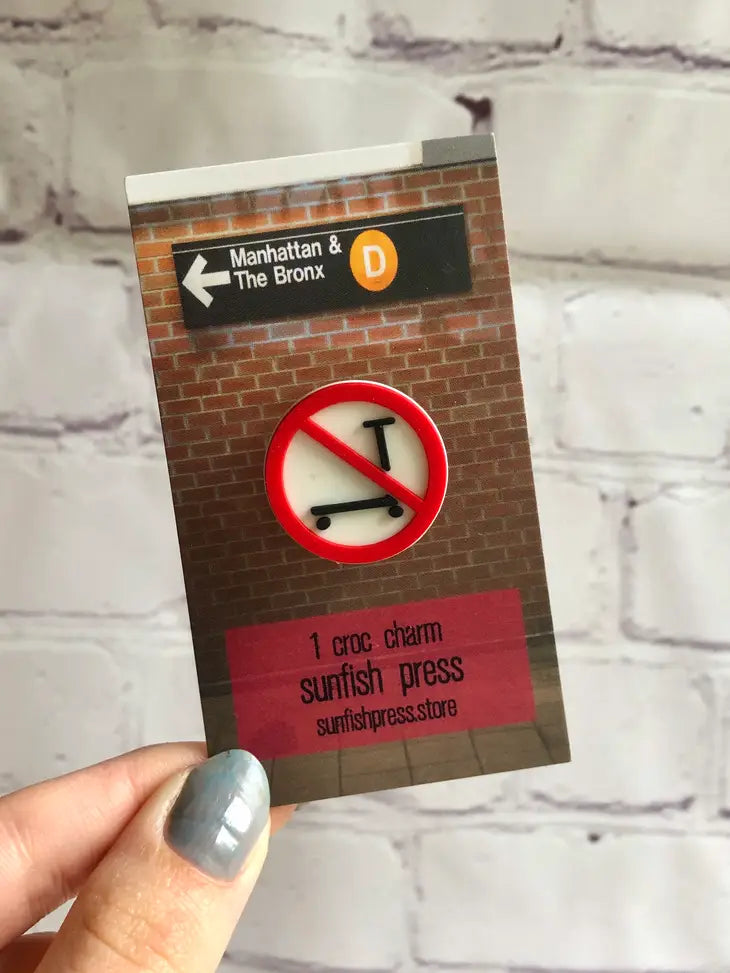 Manhattan &
The Bronx
D
1 croc charm
sunfish press
sunfishpress.store